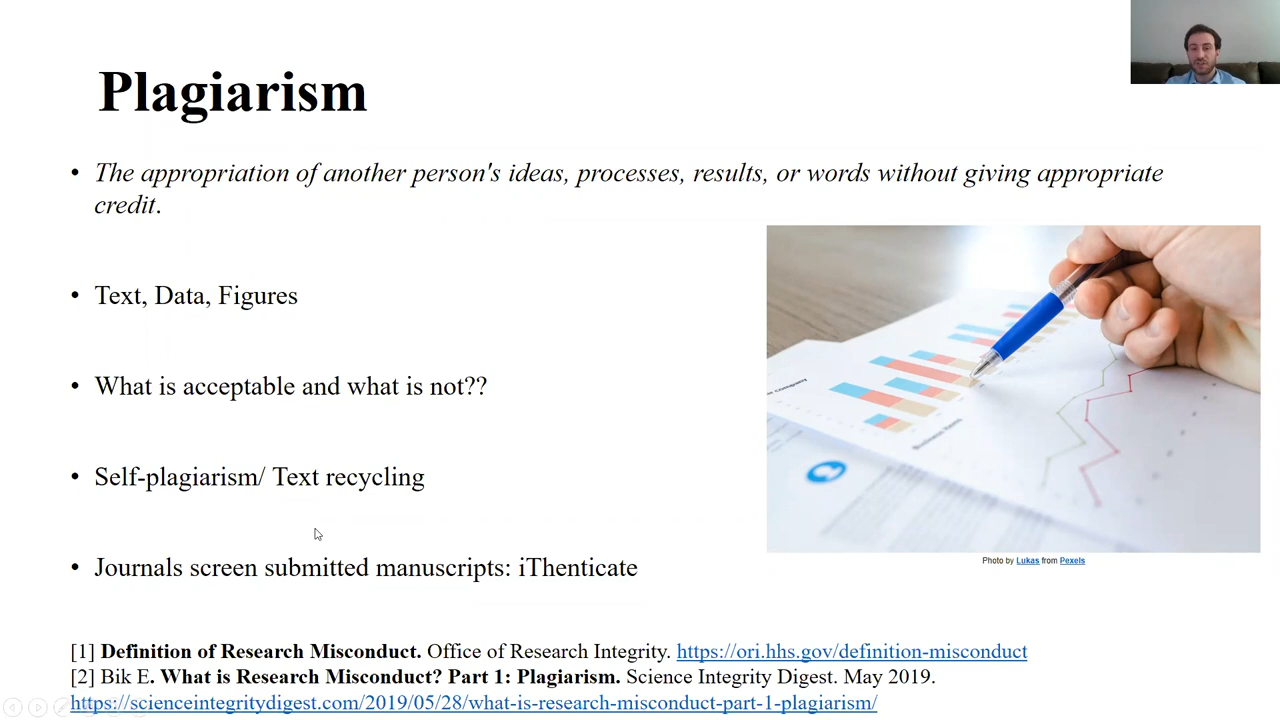 Plagiarism
• The appropriation of another person's ideas, processes, results, or words without giving appropriate
credit.
• Text, Data, Figures
• What is acceptable and what is not??
• Self-plagiarism/ Text recycling
• Journals screen submitted manuscripts: iThenticate
company
Business Items
Photo by Lukas from Pexels
[1] Definition of Research Misconduct. Office of Research Integrity. https://ori.hhs.gov/definition-misconduct
[2] Bik E. What is Research Misconduct? Part 1: Plagiarism. Science Integrity Digest. May 2019.
https://scienceintegritydigest.com/2019/05/28/what-is-research-misconduct-part-1-plagiarism/